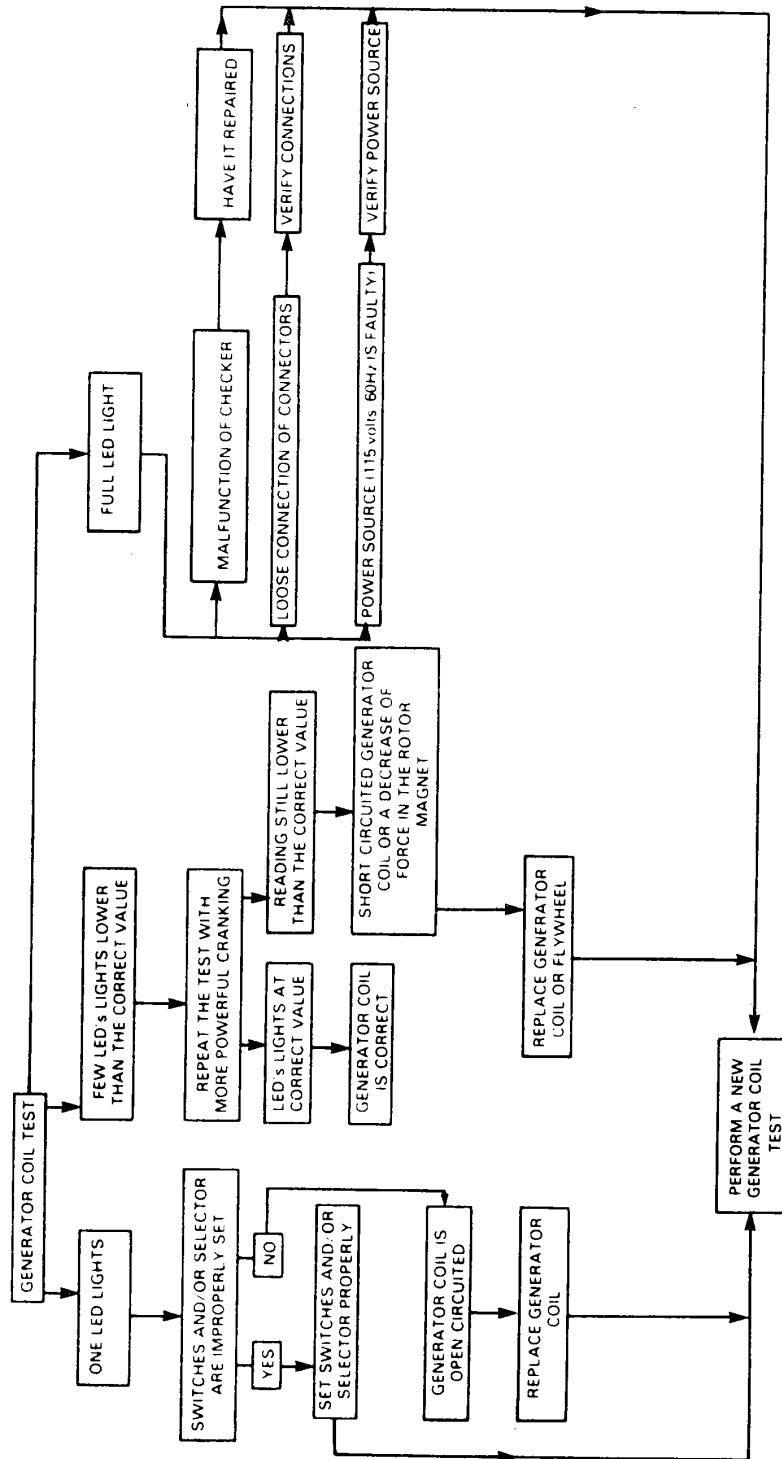 GENERATOR COIL TEST
ONE LED LIGHTS
SWITCHES AND/OR SELECTOR
ARE IMPROPERLY SET
YES
NO
SET SWITCHES AND/OR
SELECTOR PROPERLY
GENERATOR COIL IS
OPEN CIRCUITED
REPLACE GENERATOR
COIL
FEW LED's LIGHTS LOWER
THAN THE CORRECT VALUE
REPEAT THE TEST WITH
MORE POWERFUL CRANKING
LED's LIGHTS AT
CORRECT VALUE
GENERATOR COIL
IS CORRECT
READING STILL LOWER
THAN THE CORRECT VALUE
SHORT CIRCUITED GENERATOR
COIL OR A DECREASE OF
FORCE IN THE ROTOR
MAGNET
REPLACE GENERATOR
COIL OR FLYWHEEL
FULL LED LIGHT
MALFUNCTION OF CHECKER
HAVE IT REPAIRED
LOOSE CONNECTION OF CONNECTORS
VERIFY CONNECTIONS
POWER SOURCE (115 volts 60Hz IS FAULTY)
VERIFY POWER SOURCE
PERFORM A NEW
GENERATOR COIL
TEST